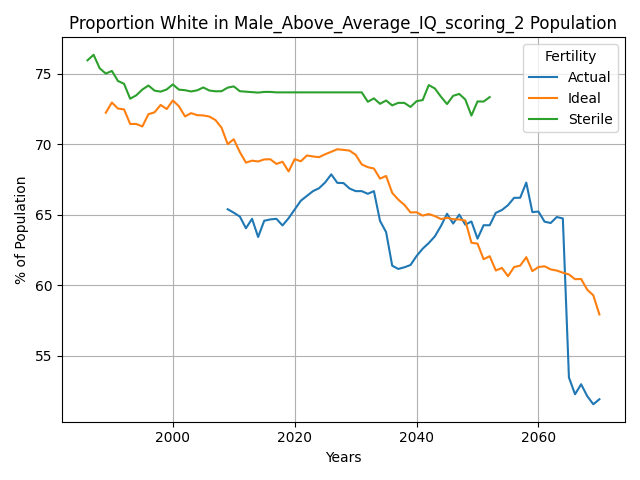 Proportion White in Male_Above_Average_IQ_scoring_2 Population
Fertility
Actual
Ideal
Sterile
% of Population
75
70
65
60
55
2000
2020
2040
2060
Years